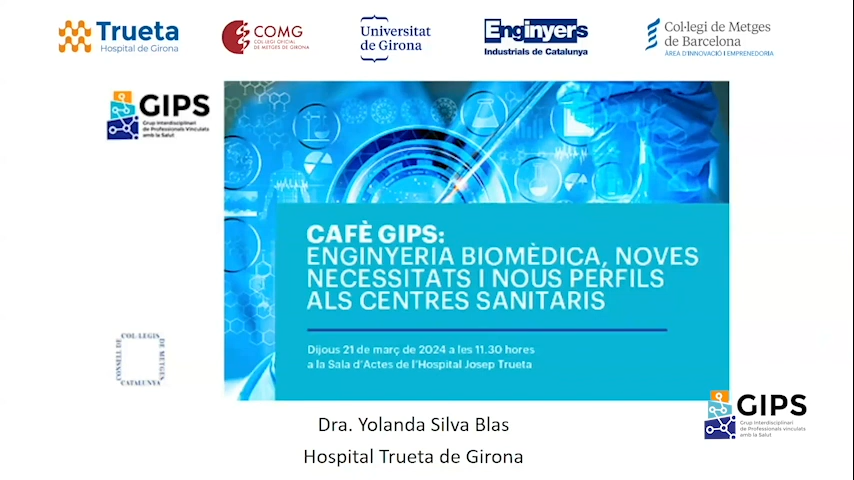 Trueta
Hospital de Girona
COMG
COL·LEGI OFICIAL
DE METGES DE GIRONA
Universitat
de Girona
Enginyers
Industrials de Catalunya
Col·legi de Metges
de Barcelona
ÀREA D'INNOVACIÓ I EMPRENEDORIA
GIPS
Grup Interdisciplinari
de Professionals Vinculats
amb la Salut
CAFÈ GIPS:
ENGINYERIA BIOMÈDICA, NOVES
NECESSITATS I NOUS PERFILS
ALS CENTRES SANITARIS
Dijous 21 de març de 2024 a les 11.30 hores
a la Sala d'Actes de l'Hospital Josep Trueta
CONSELL DE
COL·LEGIS
DE METGES
CATALUNYA
Dra. Yolanda Silva Blas
Hospital Trueta de Girona
GIPS
Grup Interdisciplinari
de Professionals vinculats
amb la Salut